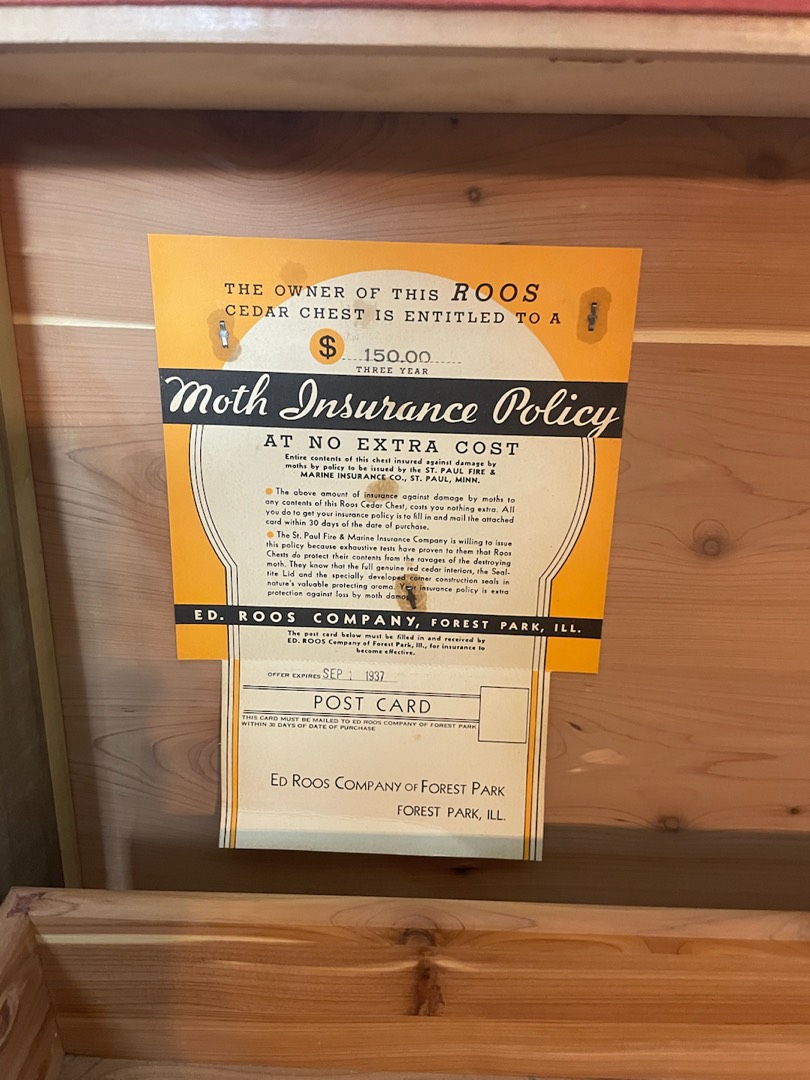 THE OWNER OF THIS ROOS
CEDAR CHEST IS ENTITLED TO A
$ 150.00
THREE YEAR
Moth Insurance Policy
AT NO EXTRA COST
Entire contents of this chest insured against damage by
moths by policy to be issued by the ST. PAUL FIRE &
MARINE INSURANCE CO., ST. PAUL, MINN.
The above amount of insurance against damage by moths to
any contents of this Roos Cedar Chest, costs you nothing extra. All
you do to get your insurance policy is to fill in and mail the attached
card within 30 days of the date of purchase.
The St. Paul Fire & Marine Insurance Company is willing to issue
this policy because exhaustive tests have proven to them that Roos
Chests do protect their contents from the ravages of the destroying
moth. They know that the full genuine red cedar interiors, the Seal-
tite Lid and the specially developed corner construction seals in
nature's valuable protecting aroma. Your insurance policy is extra
protection against loss by moth
ED. ROOS COMPANY, FOREST PARK, ILL.
The post card below must be filled in and received by
ED. ROOS Company of Forest Park, Ill., for insurance to
become effective.
OFFER EXPIRES SEP 1 1937
POST CARD
THIS CARD MUST BE MAILED TO ED ROOS COMPANY OF FOREST PARK
WITHIN 30 DAYS OF DATE OF PURCHASE
ED ROOS COMPANY OF FOREST PARK
FOREST PARK, ILL.